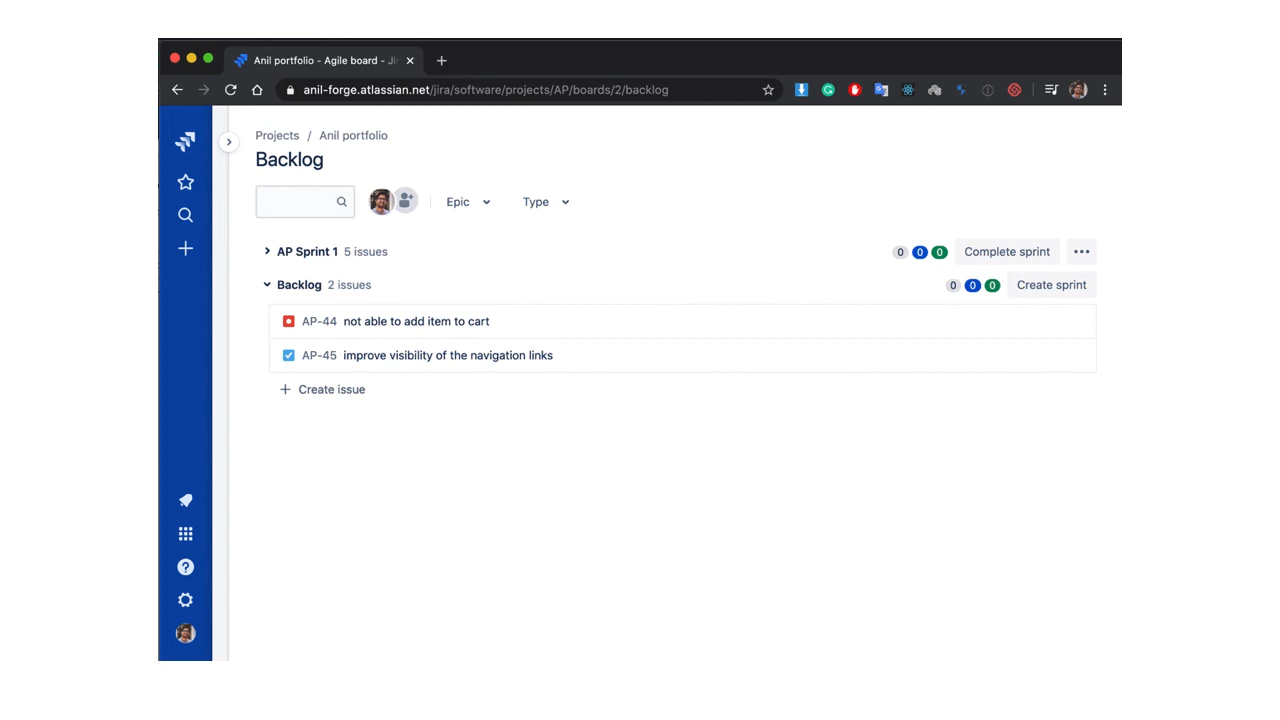 Anil portfolio - Agile board - Ji
anil-forge.atlassian.net/jira/software/projects/AP/boards/2/backlog
Projects / Anil portfolio
Backlog
Epic Type
AP Sprint 1 5 issues 0 0 0 Complete sprint
Backlog 2 issues 0 0 0 Create sprint
AP-44 not able to add item to cart
AP-45 improve visibility of the navigation links
+ Create issue